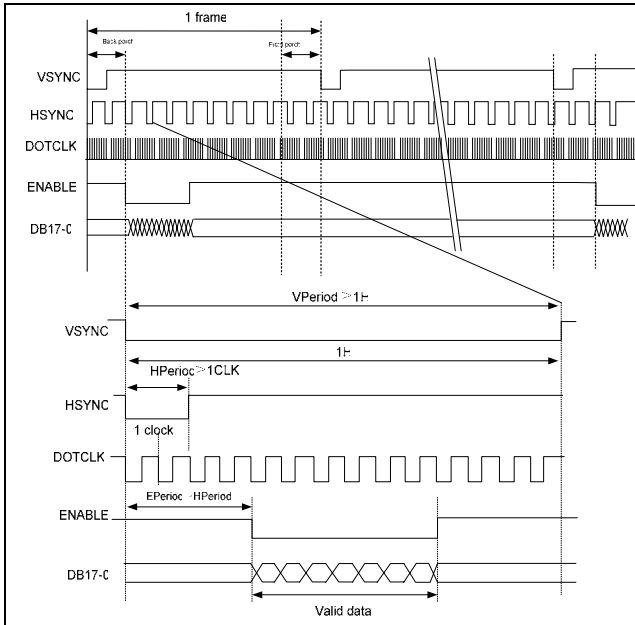 1 frame
Back porch
Front porch
VSYNC
HSYNC
DOTCLK
ENABLE
DB17-0
VPeriod > 1H
VSYNC
1H
HPeriod > 1CLK
HSYNC
1 clock
DOTCLK
EPeriod HPeriod
ENABLE
DB17-0
Valid data